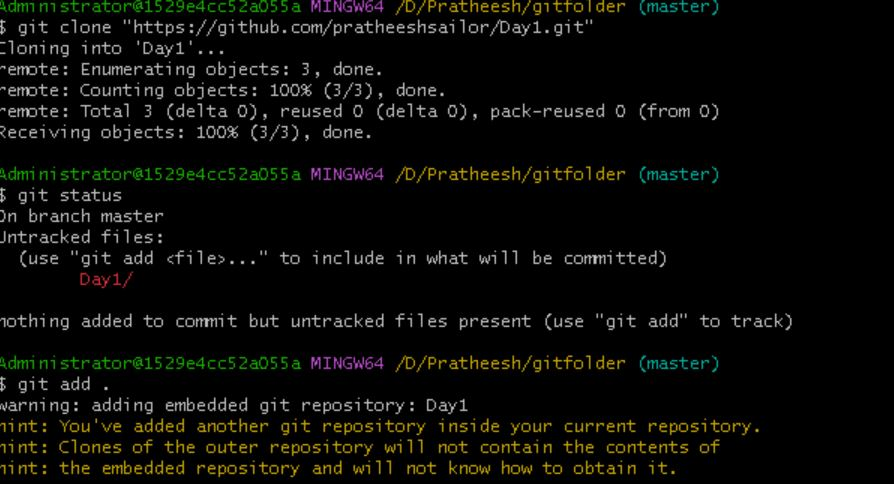 Administrator@1529e4cc52a055a MINGW64 /D/Pratheesh/gitfolder (master)
$ git clone "https://github.com/pratheeshsailor/Day1.git"
Cloning into 'Day1'...
remote: Enumerating objects: 3, done.
remote: Counting objects: 100% (3/3), done.
remote: Total 3 (delta 0), reused 0 (delta 0), pack-reused 0 (from 0)
Receiving objects: 100% (3/3), done.
Administrator@1529e4cc52a055a MINGW64 /D/Pratheesh/gitfolder (master)
$ git status
On branch master
Untracked files:
(use "git add <file>..." to include in what will be committed)
Day1/
nothing added to commit but untracked files present (use "git add" to track)
Administrator@1529e4cc52a055a MINGW64 /D/Pratheesh/gitfolder (master)
$ git add .
warning: adding embedded git repository: Day1
hint: You've added another git repository inside your current repository.
hint: Clones of the outer repository will not contain the contents of
hint: the embedded repository and will not know how to obtain it.